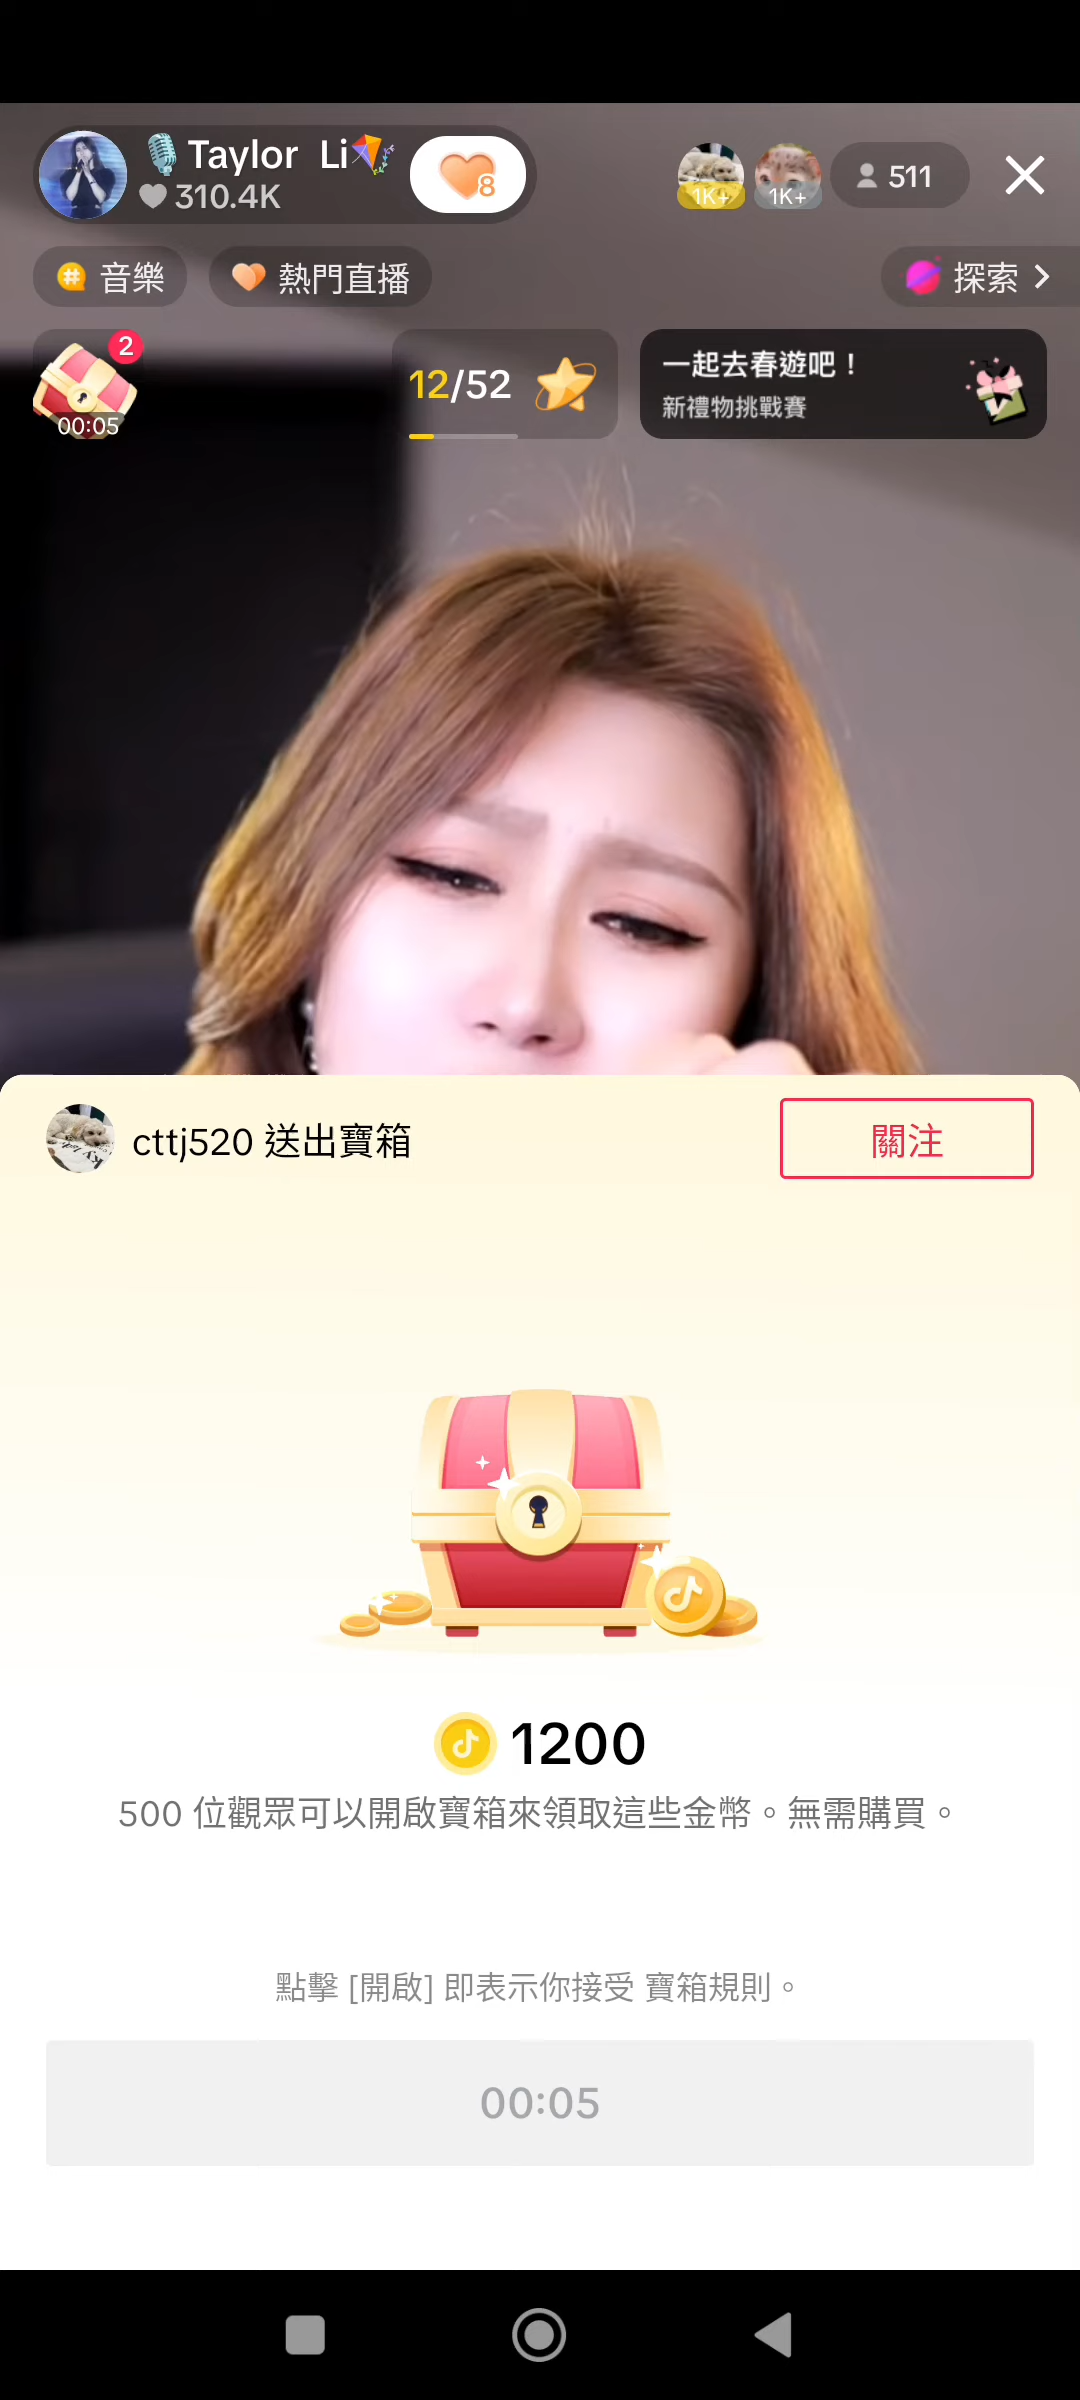 🎙️Taylor Li🪁
310.4K
8
1K+
1K+
511
音樂
熱門直播
探索
2
00:05
12/52
一起去春遊吧！
新禮物挑戰賽
cttj520 送出寶箱
關注
1200
500 位觀眾可以開啟寶箱來領取這些金幣。無需購買。
點擊 [開啟] 即表示你接受 寶箱規則。
00:05